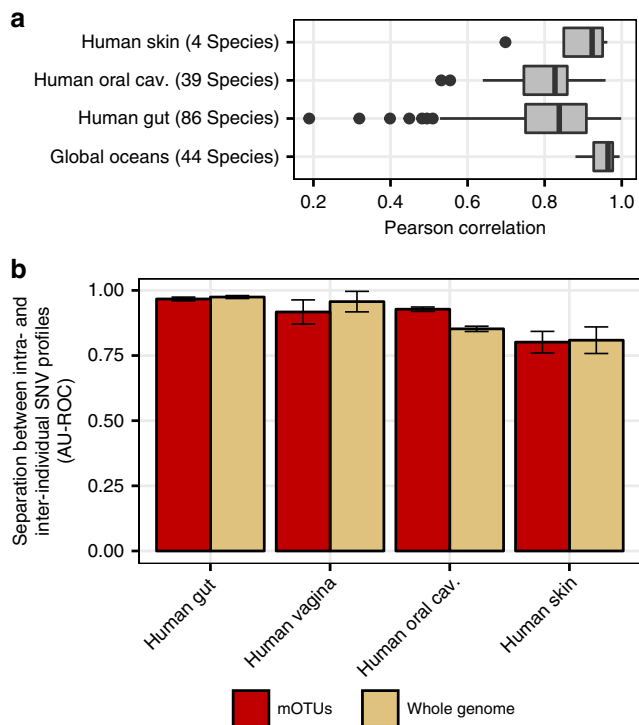 a
Human skin (4 Species)
Human oral cav. (39 Species)
Human gut (86 Species)
Global oceans (44 Species)
0.2 0.4 0.6 0.8 1.0
Pearson correlation
b
Separation between intra- and
inter-individual SNV profiles
(AU-ROC)
1.00
0.75
0.50
0.25
0.00
Human gut
Human vagina
Human oral cav.
Human skin
mOTUs
Whole genome